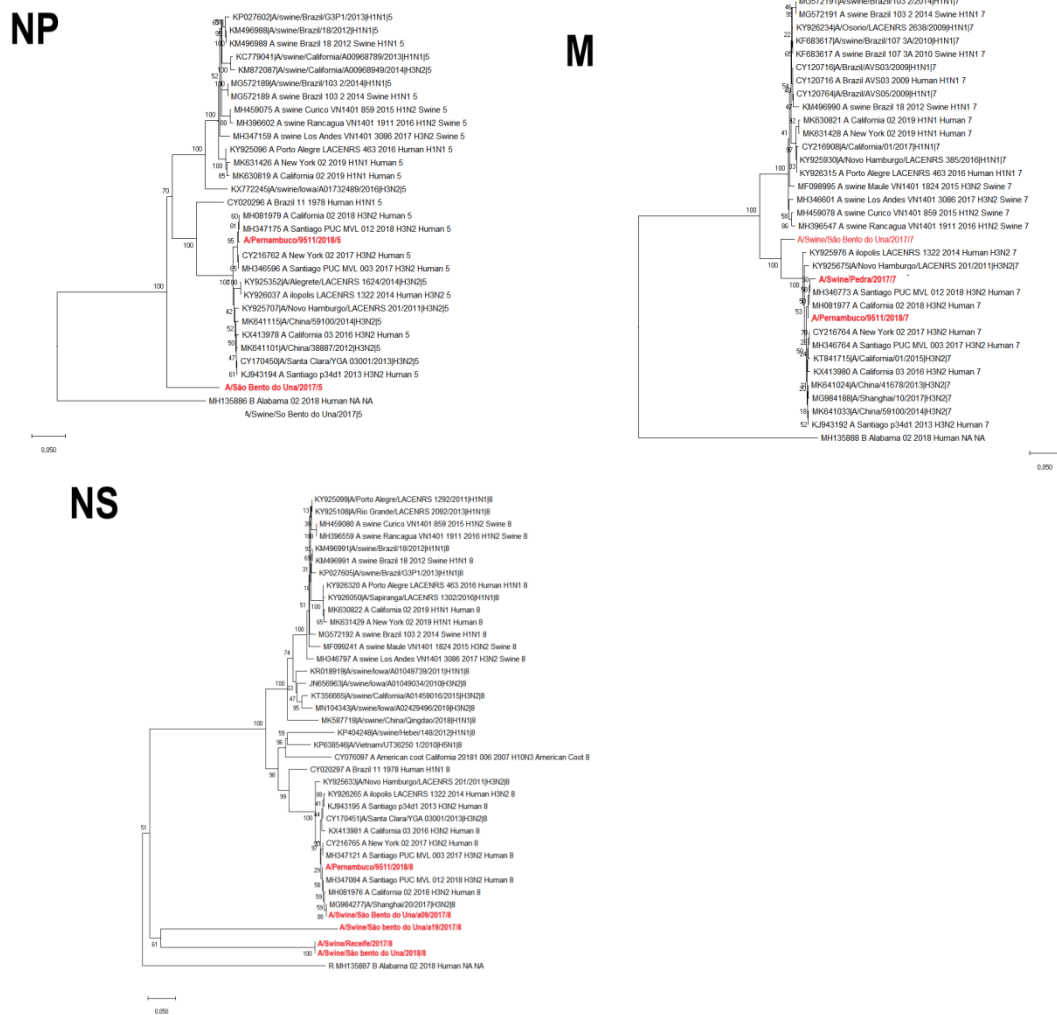 NP
KP027602|A/swine/Brazil/G3P1/2013|H1N1|5
KM496988|A/swine/Brazil/18/2012|H1N1|5
KM496988 A swine Brazil 18 2012 Swine H1N1 5
KC779041|A/swine/California/A00968789/2013|H1N1|5
KM872087|A/swine/California/A00968949/2014|H3N2|5
MG572189|A/swine/Brazil/103 2/2014|H1N1|5
MG572189 A swine Brazil 103 2 2014 Swine H1N1 5
MH459075 A swine Curico VN1401 859 2015 H1N2 Swine 5
MH396602 A swine Rancagua VN1401 1911 2016 H1N2 Swine 5
MH347159 A swine Los Andes VN1401 3086 2017 H3N2 Swine 5
KY925096 A Porto Alegre LACENRS 463 2016 Human H1N1 5
MK631426 A New York 02 2019 H1N1 Human 5
MK630819 A California 02 2019 H1N1 Human 5
KX772245|A/swine/Iowa/A01732489/2016|H3N2|5
CY020296 A Brazil 11 1978 Human H1N1 5
MH081979 A California 02 2018 H3N2 Human 5
MH347175 A Santiago PUC MVL 012 2018 H3N2 Human 5
A/Pernambuco/9511/2018/5
CY216762 A New York 02 2017 H3N2 Human 5
MH346596 A Santiago PUC MVL 003 2017 H3N2 Human 5
KY925352|A/Alegrete/LACENRS 1624/2014|H3N2|5
KY926037 A ilopolis LACENRS 1322 2014 Human H3N2 5
KY925707|A/Novo Hamburgo/LACENRS 201/2011|H3N2|5
MK641115|A/China/59100/2014|H3N2|5
KX413978 A California 03 2016 H3N2 Human 5
MK641101|A/China/38887/2012|H3N2|5
CY170450|A/Santa Clara/YGA 03001/2013|H3N2|5
KJ943194 A Santiago p34d1 2013 H3N2 Human 5
A/São Bento do Una/2017/5
MH135886 B Alabama 02 2018 Human NA NA
A/Swine/So Bento do Una/2017|5
0,050
M
MG572191|A/swine/Brazil/103 2/2014|H1N1|7
MG572191 A swine Brazil 103 2 2014 Swine H1N1 7
KY926234|A/Osorio/LACENRS 2638/2009|H1N1|7
KF683617|A/swine/Brazil/107 3A/2010|H1N1|7
KF683617 A swine Brazil 107 3A 2010 Swine H1N1 7
CY120716|A/Brazil/AVS03/2009|H1N1|7
CY120716 A Brazil AVS03 2009 Human H1N1 7
CY120764|A/Brazil/AVS05/2009|H1N1|7
KM496990 A swine Brazil 18 2012 Swine H1N1 7
MK630821 A California 02 2019 H1N1 Human 7
MK631428 A New York 02 2019 H1N1 Human 7
CY216908|A/California/01/2017|H1N1|7
KY925930|A/Novo Hamburgo/LACENRS 385/2016|H1N1|7
KY926315 A Porto Alegre LACENRS 463 2016 Human H1N1 7
MF098995 A swine Maule VN1401 1824 2015 H1N2 Swine 7
MH346601 A swine Los Andes VN1401 3086 2017 H3N2 Swine 7
MH459078 A swine Curico VN1401 859 2015 H1N2 Swine 7
MH396547 A swine Rancagua VN1401 1911 2016 H1N2 Swine 7
A/Swine/São Bento do Una/2017/7
KY925976 A ilopolis LACENRS 1322 2014 Human H3N2 7
KY925675|A/Novo Hamburgo/LACENRS 201/2011|H3N2|7
A/Swine/Pedra/2017/7
MH346773 A Santiago PUC MVL 012 2018 H3N2 Human 7
MH081977 A California 02 2018 H3N2 Human 7
A/Pernambuco/9511/2018/7
CY216764 A New York 02 2017 H3N2 Human 7
MH346764 A Santiago PUC MVL 003 2017 H3N2 Human 7
KT841715|A/California/01/2015|H3N2|7
KX413980 A California 03 2016 H3N2 Human 7
MK641024|A/China/41678/2013|H3N2|7
MG984188|A/Shanghai/10/2017|H3N2|7
MK641033|A/China/59100/2014|H3N2|7
KJ943192 A Santiago p34d1 2013 H3N2 Human 7
MH135888 B Alabama 02 2018 Human NA NA
0.050
NS
KY925099|A/Porto Alegre/LACENRS 1292/2011|H1N1|8
KY925108|A/Rio Grande/LACENRS 2092/2013|H1N1|8
MH459080 A swine Curico VN1401 859 2015 H1N2 Swine 8
MH396559 A swine Rancagua VN1401 1911 2016 H1N2 Swine 8
KM496991|A/swine/Brazil/18/2012|H1N1|8
KM496991 A swine Brazil 18 2012 Swine H1N1 8
KP027605|A/swine/Brazil/G3P1/2013|H1N1|8
KY926320 A Porto Alegre LACENRS 463 2016 Human H1N1 8
KY926050|A/Sapiranga/LACENRS 1302/2016|H1N1|8
MK630822 A California 02 2019 H1N1 Human 8
MK631429 A New York 02 2019 H1N1 Human 8
MG572192 A swine Brazil 103 2 2014 Swine H1N1 8
MF099241 A swine Maule VN1401 1824 2015 H1N2 Swine 8
MH346797 A swine Los Andes VN1401 3086 2017 H3N2 Swine 8
KR018919|A/swine/Iowa/A01049739/2011|H1N1|8
JN656963|A/swine/Iowa/A01049034/2010|H3N2|8
KT356665|A/swine/California/A01459016/2015|H3N2|8
MN104343|A/swine/Iowa/A02429496/2019|H3N2|8
MK587718|A/swine/China/Qingdao/2018|H1N1|8
KP404248|A/swine/Hebei/148/2012|H1N1|8
KP638546|A/Vietnam/UT36250 1/2010|H5N1|8
CY076097 A American coot California 20181 006 2007 H10N3 American Coot 8
CY020297 A Brazil 11 1978 Human H1N1 8
KY925633|A/Novo Hamburgo/LACENRS 201/2011|H3N2|8
KY926265 A ilopolis LACENRS 1322 2014 Human H3N2 8
KJ943195 A Santiago p34d1 2013 H3N2 Human 8
CY170451|A/Santa Clara/YGA 03001/2013|H3N2|8
KX413981 A California 03 2016 H3N2 Human 8
CY216765 A New York 02 2017 H3N2 Human 8
MH347121 A Santiago PUC MVL 003 2017 H3N2 Human 8
A/Pernambuco/9511/2018/8
MH347084 A Santiago PUC MVL 012 2018 H3N2 Human 8
MH081976 A California 02 2018 H3N2 Human 8
MG984277|A/Shanghai/20/2017|H3N2|8
A/Swine/São Bento do Una/a09/2017/8
A/Swine/São bento do Una/a19/2017/8
A/Swine/Receife/2017/8
A/Swine/São bento do Una/2018/8
R MH135887 B Alabama 02 2018 Human NA NA
0.050